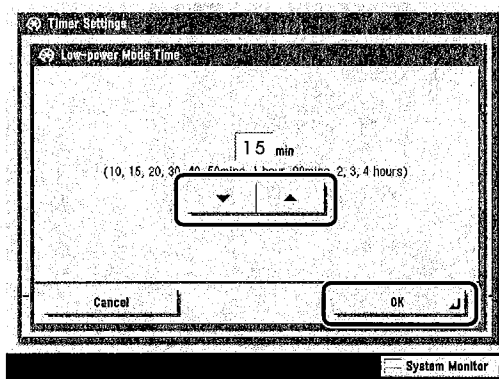 Timer Settings
Low-power Mode Time
15 min
(10, 15, 20, 30, 40, 50mins, 1 hour, 90mins, 2, 3, 4 hours)
Cancel
OK
System Monitor